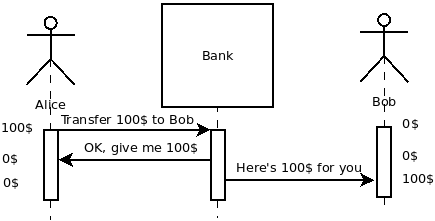 Bank
Alice
Bob
100$
Transfer 100$ to Bob
0$
OK, give me 100$
0$
0$
Here's 100$ for you
0$
100$